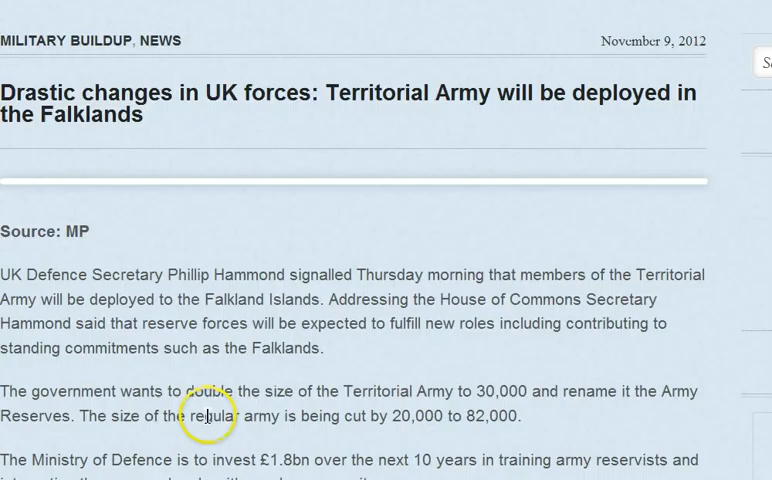 MILITARY BUILDUP, NEWS
November 9, 2012
Drastic changes in UK forces: Territorial Army will be deployed in
the Falklands
Source: MP
UK Defence Secretary Phillip Hammond signalled Thursday morning that members of the Territorial
Army will be deployed to the Falkland Islands. Addressing the House of Commons Secretary
Hammond said that reserve forces will be expected to fulfill new roles including contributing to
standing commitments such as the Falklands.
The government wants to double the size of the Territorial Army to 30,000 and rename it the Army
Reserves. The size of the regular army is being cut by 20,000 to 82,000.
The Ministry of Defence is to invest £1.8bn over the next 10 years in training army reservists and